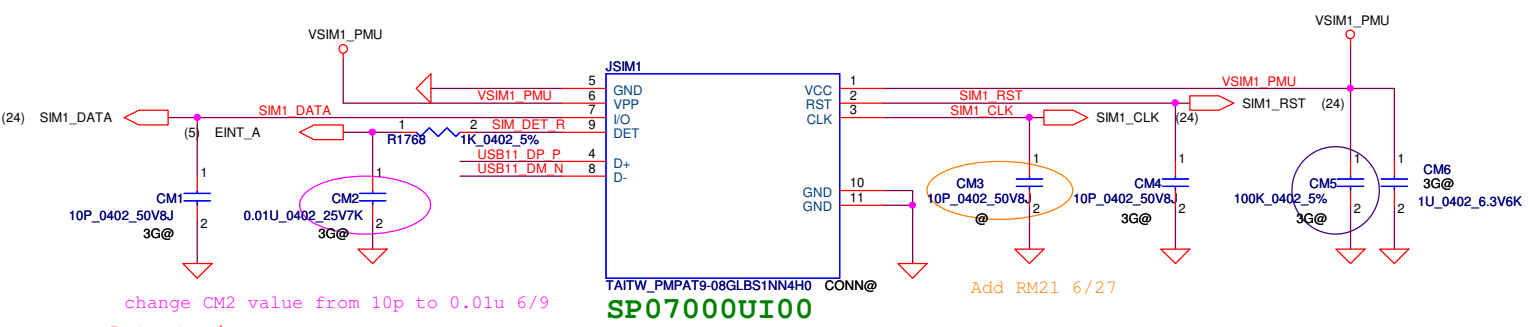 VSIM1_PMU
VSIM1_PMU
JSIM1
5 GND
VCC 1
VSIM1_PMU
VSIM1_PMU 6 VPP
RST 2 SIM1_RST
SIM1_RST (24)
(24) SIM1_DATA
SIM1_DATA 7 I/O
CLK 3 SIM1_CLK
SIM1_CLK (24)
(5) EINT_A
1 R1768 2 1K_0402_5%
SIM_DET_R 9 DET
USB11_DP_P 4 D+
USB11_DM_N 8 D-
10 GND
11 GND
1
CM1
10P_0402_50V8J
2
3G@
1
CM2
0.01U_0402_25V7K
2
3G@
1
CM3
10P_0402_50V8J
2
@
1
CM4
10P_0402_50V8J
2
3G@
1
CM5
100K_0402_5%
2
3G@
1
CM6
3G@
2
1U_0402_6.3V6K
TAITW_PMPAT9-08GLBS1NN4H0 CONN@
SP07000UI00
change CM2 value from 10p to 0.01u 6/9
Add RM21 6/27